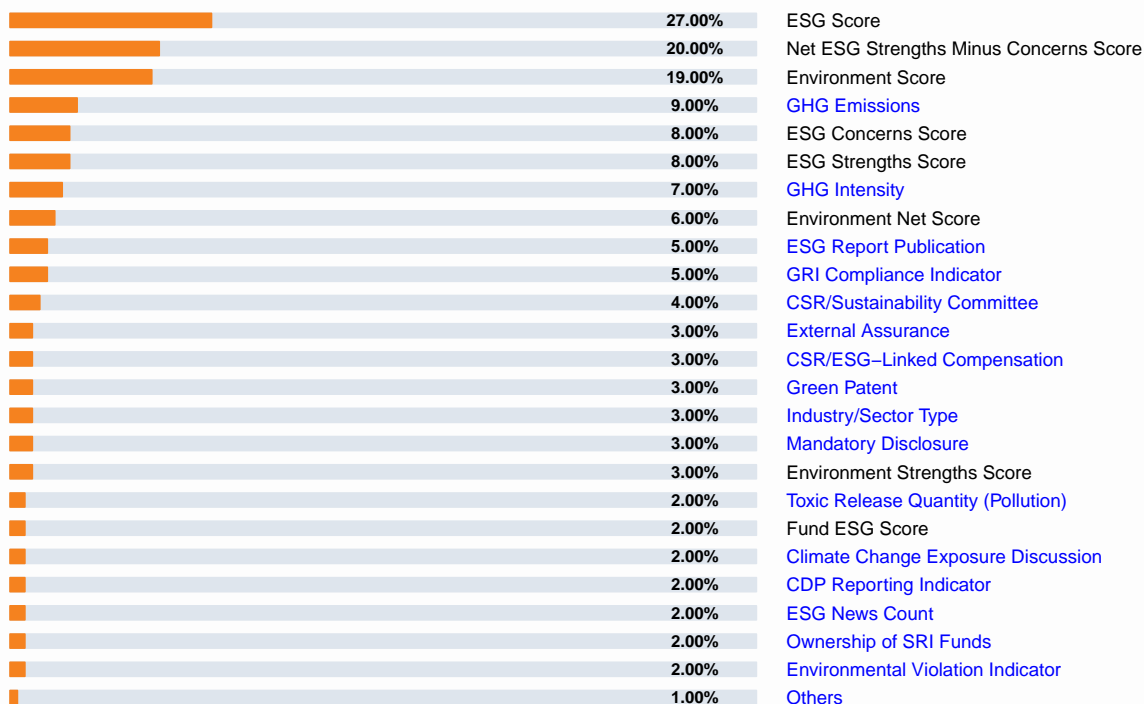 27.00% ESG Score
20.00% Net ESG Strengths Minus Concerns Score
19.00% Environment Score
9.00% GHG Emissions
8.00% ESG Concerns Score
8.00% ESG Strengths Score
7.00% GHG Intensity
6.00% Environment Net Score
5.00% ESG Report Publication
5.00% GRI Compliance Indicator
4.00% CSR/Sustainability Committee
3.00% External Assurance
3.00% CSR/ESG−Linked Compensation
3.00% Green Patent
3.00% Industry/Sector Type
3.00% Mandatory Disclosure
3.00% Environment Strengths Score
2.00% Toxic Release Quantity (Pollution)
2.00% Fund ESG Score
2.00% Climate Change Exposure Discussion
2.00% CDP Reporting Indicator
2.00% ESG News Count
2.00% Ownership of SRI Funds
2.00% Environmental Violation Indicator
1.00% Others